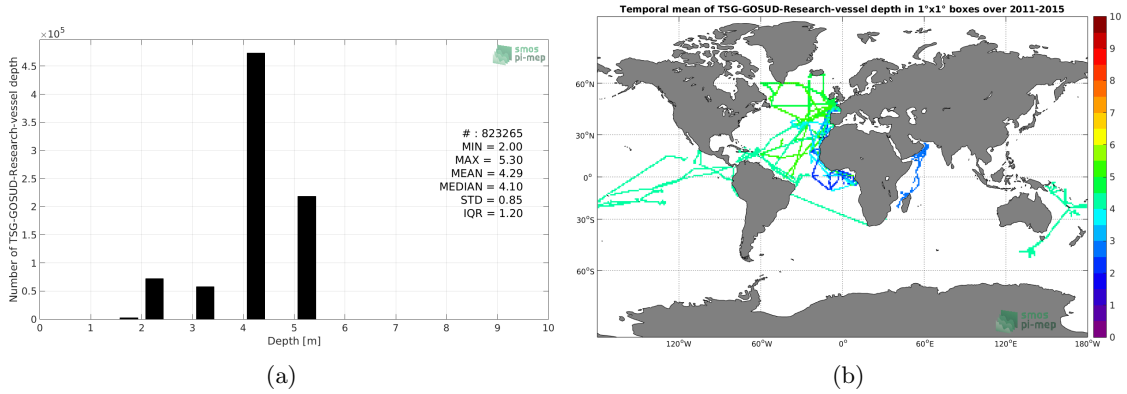 Number of TSG-GOSUD-Research-vessel depth
×10⁵
4.5
4
3.5
3
2.5
2
1.5
1
0.5
0
smos
pi-mep
# : 823265
MIN = 2.00
MAX = 5.30
MEAN = 4.29
MEDIAN = 4.10
STD = 0.85
IQR = 1.20
0 1 2 3 4 5 6 7 8 9 10
Depth [m]
(a)
Temporal mean of TSG-GOSUD-Research-vessel depth in 1°x1° boxes over 2011-2015
60°N
30°N
0°
30°S
60°S
120°W 60°W 0° 60°E 120°E 180°W
smos
pi-mep
10
9
8
7
6
5
4
3
2
1
0
(b)